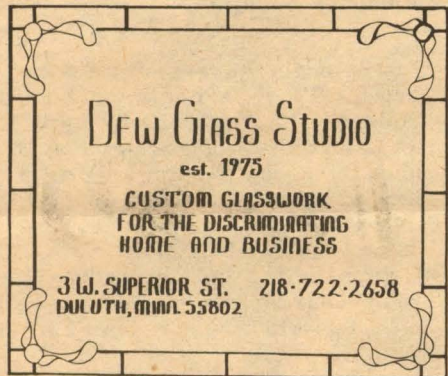 DEW GLASS STUDIO
est. 1975
CUSTOM GLASSWORK
FOR THE DISCRIMINATING
HOME AND BUSINESS
3 W. SUPERIOR ST. 218-722-2658
DULUTH, MINN. 55802